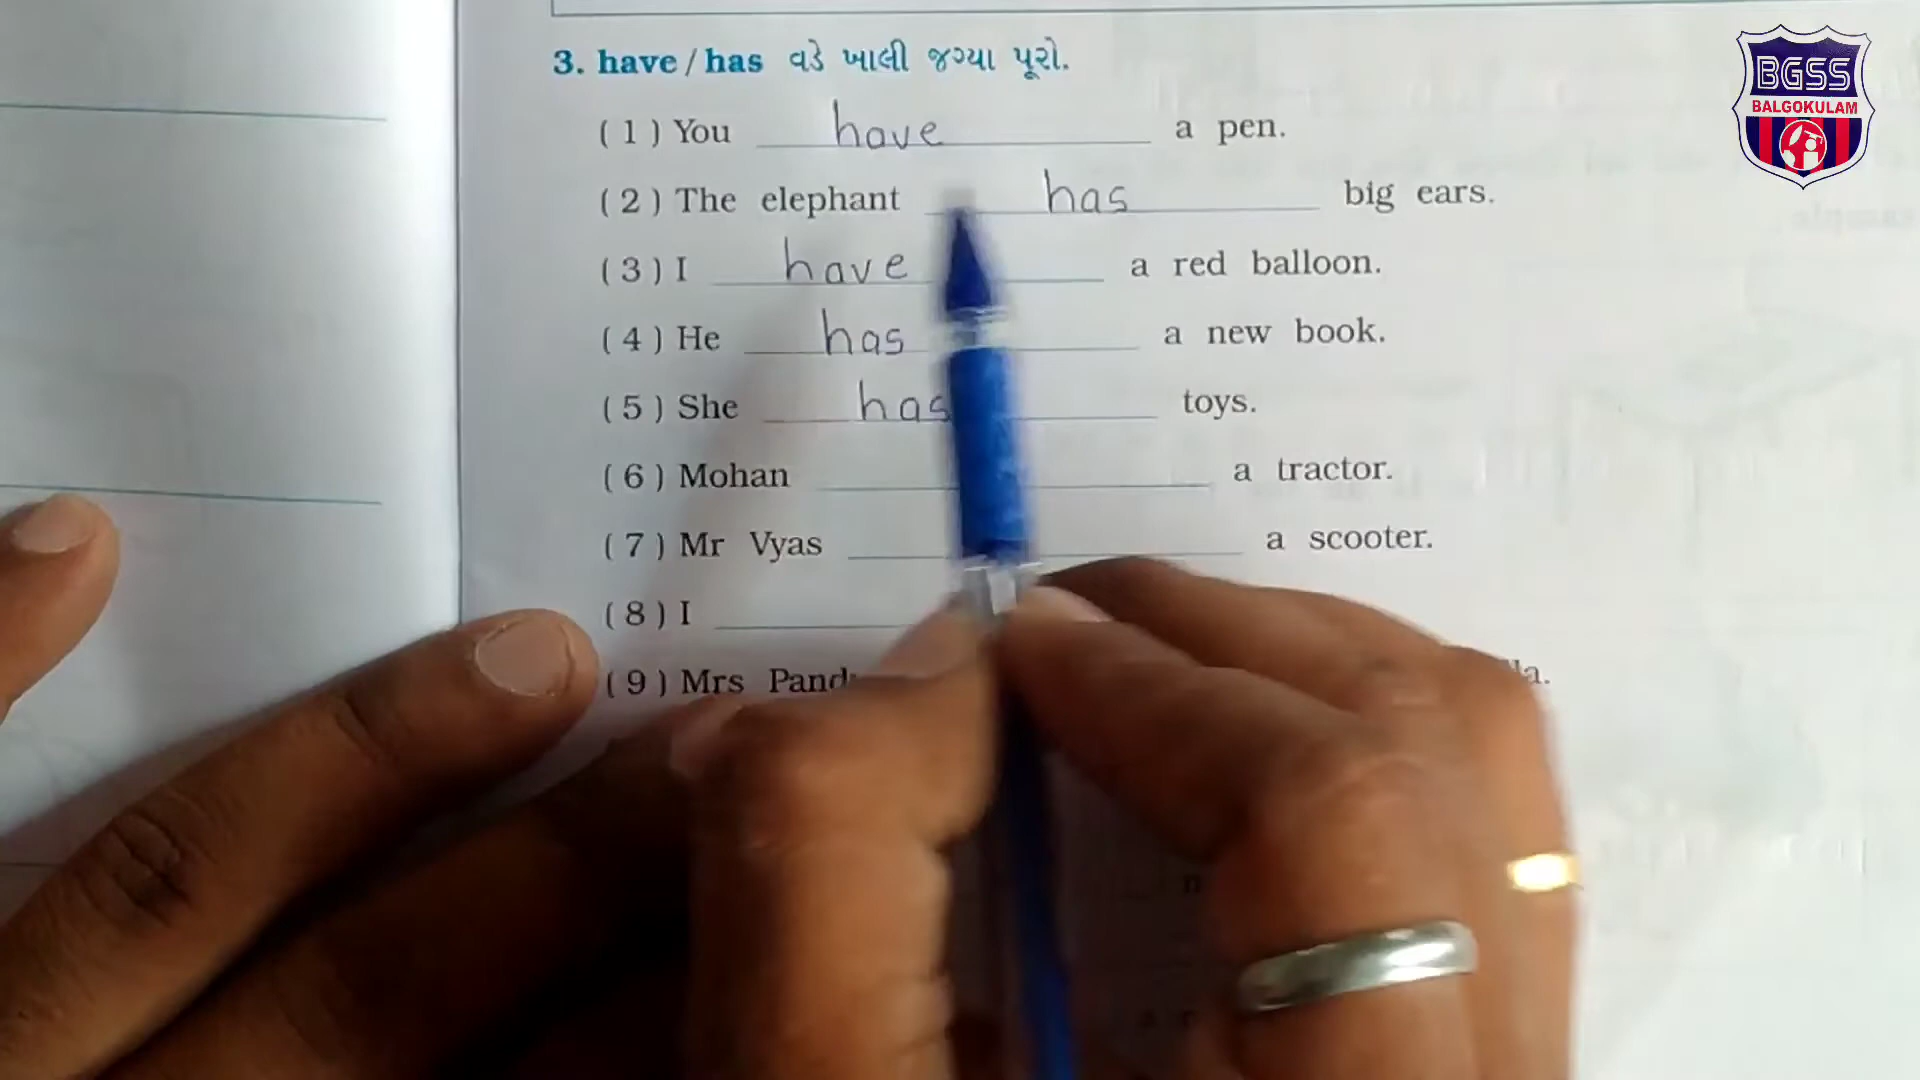 BGSS
BALGOKULAM
3. have / has વડે ખાલી જગ્યા પૂરો.
( 1 ) You have a pen.
( 2 ) The elephant has big ears.
( 3 ) I have a red balloon.
( 4 ) He has a new book.
( 5 ) She has toys.
( 6 ) Mohan a tractor.
( 7 ) Mr Vyas a scooter.
( 8 ) I
( 9 ) Mrs